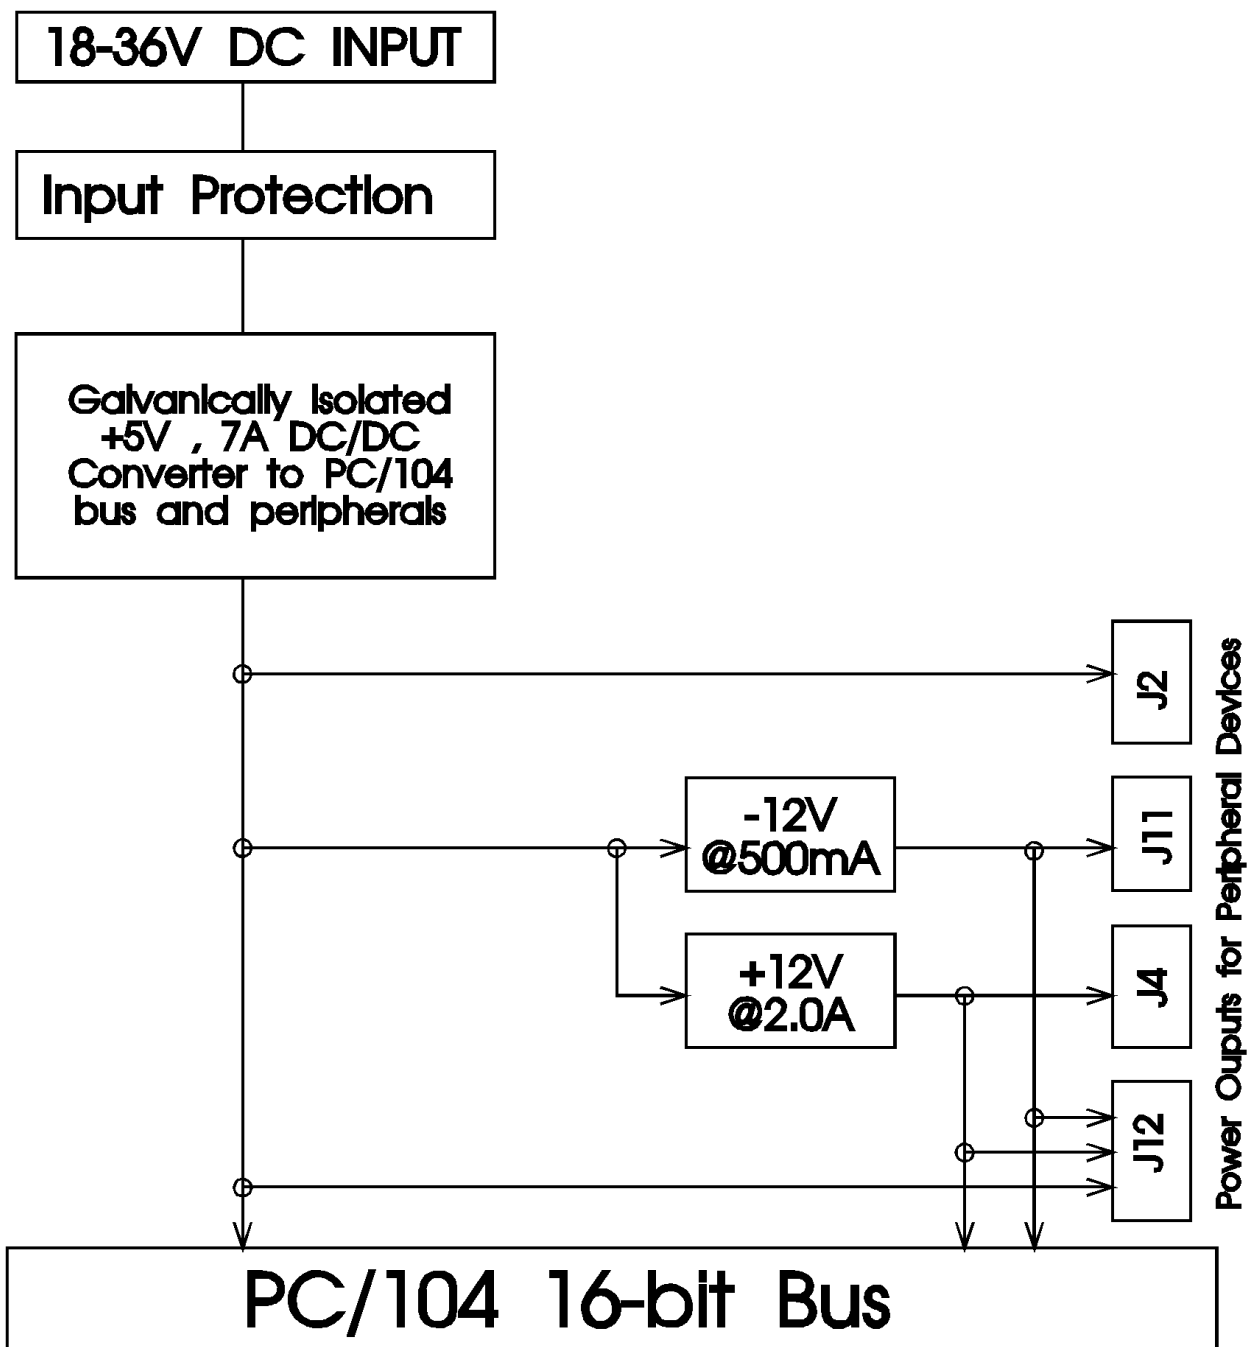 18-36V DC INPUT
Input Protection
Galvanically Isolated
+5V , 7A DC/DC
Converter to PC/104
bus and peripherals
J2
-12V
@500mA
J11
+12V
@2.0A
J4
J12
Power Ouputs for Peripheral Devices
PC/104 16-bit Bus